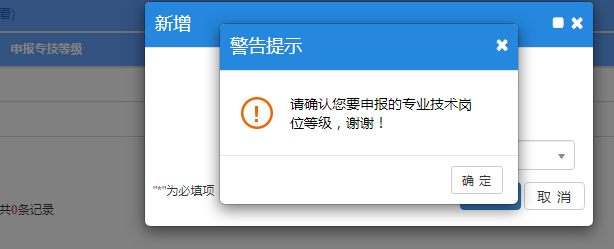 看)
新增
申报专技等级
警告提示
请确认您要申报的专业技术岗
位等级，谢谢！
确 定
"*"为必填项
取 消
共0条记录